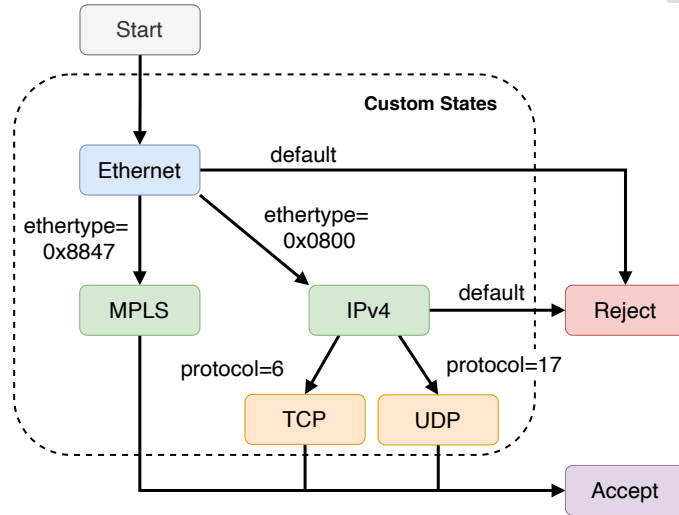 Start
Custom States
Ethernet
default
ethertype=
0x8847
ethertype=
0x0800
MPLS
IPv4
default
Reject
protocol=6
protocol=17
TCP
UDP
Accept